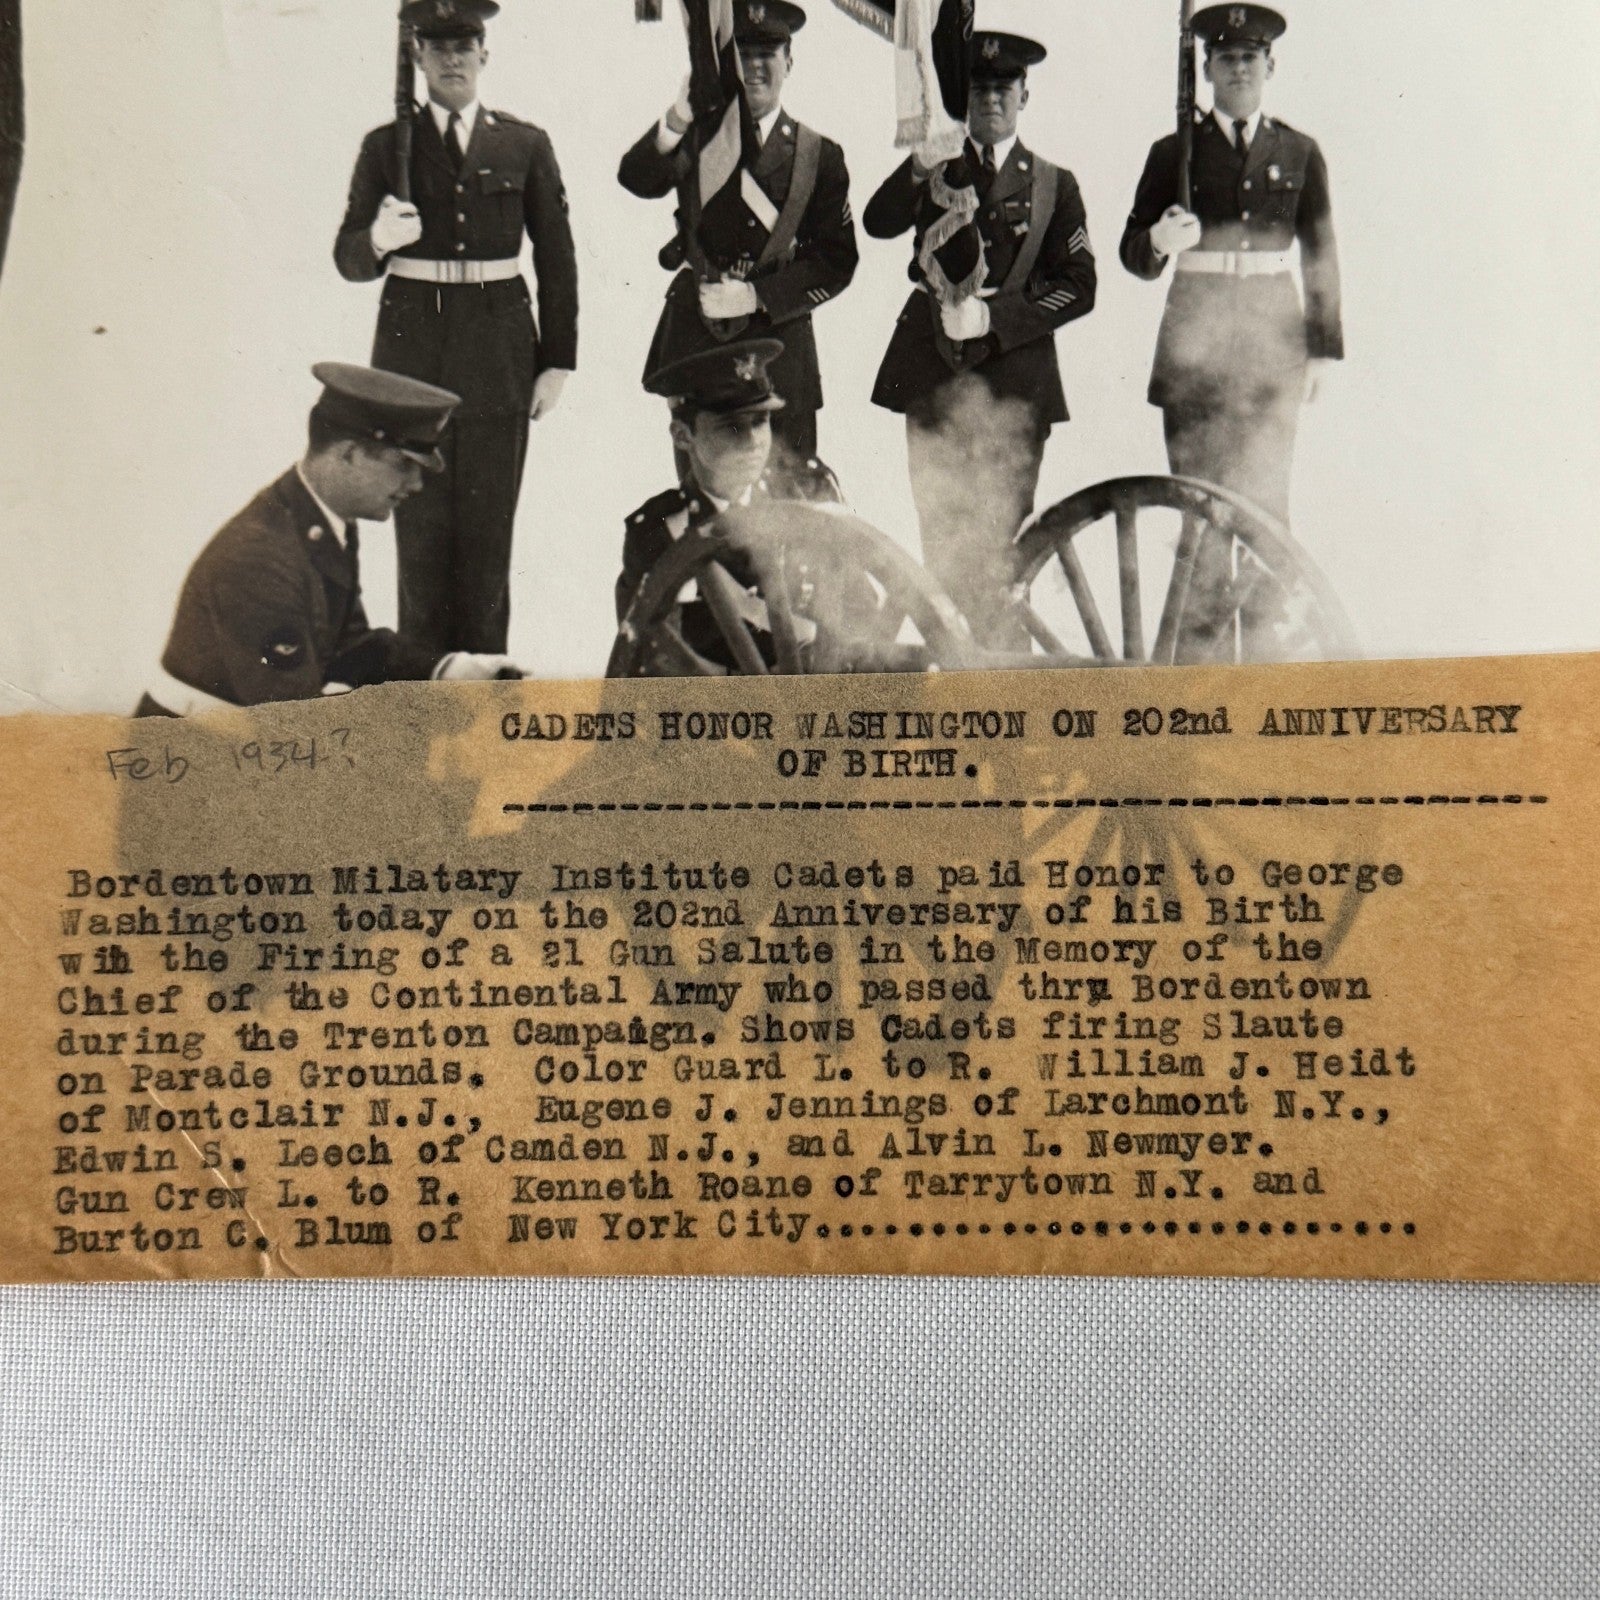 Feb 1934?
CADETS HONOR WASHINGTON ON 202nd ANNIVERSARY
OF BIRTH.
Bordentown Milatary Institute Cadets paid Honor to George
Washington today on the 202nd Anniversary of his Birth
wih the Firing of a 21 Gun Salute in the Memory of the
Chief of the Continental Army who passed thru Bordentown
during the Trenton Campaign. Shows Cadets firing Slaute
on Parade Grounds. Color Guard L. to R. William J. Heidt
of Montclair N.J., Eugene J. Jennings of Larchmont N.Y.,
Edwin S. Leech of Camden N.J., and Alvin L. Newmyer.
Gun Crew L. to R. Kenneth Roane of Tarrytown N.Y. and
Burton C. Blum of New York City..............................